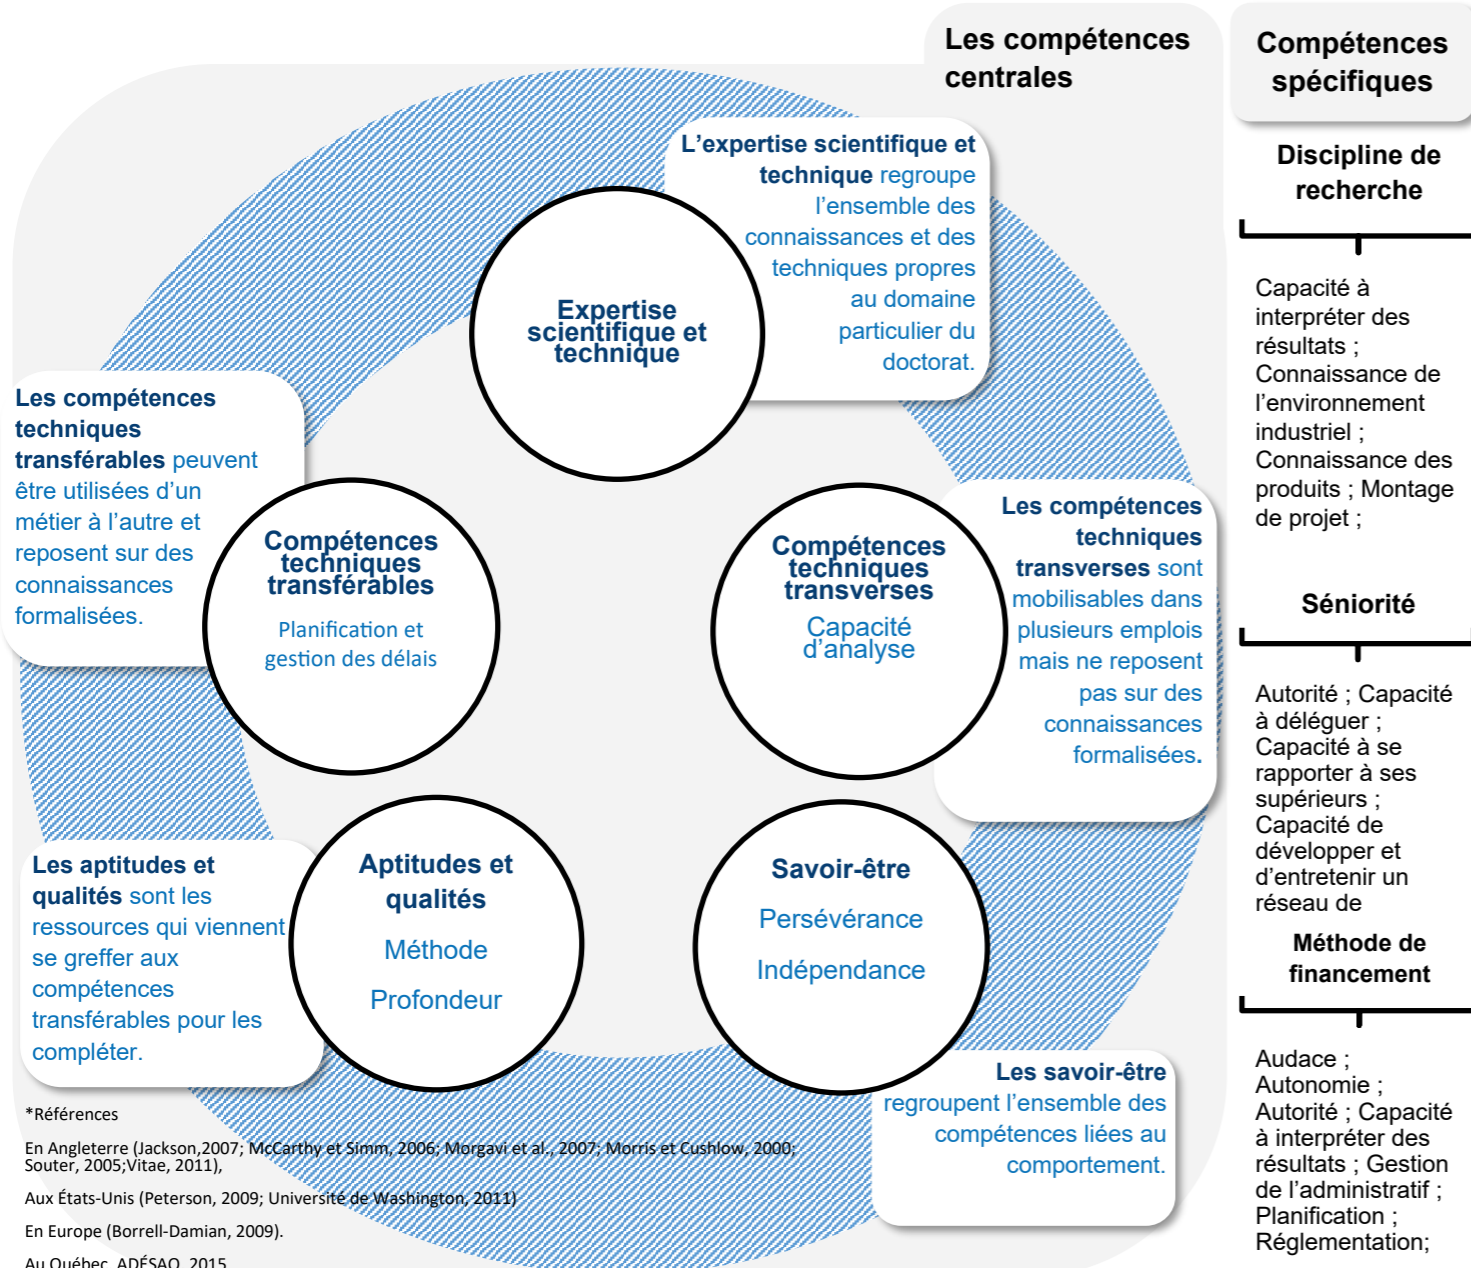 Les compétences
centrales
L'expertise scientifique et
technique regroupe
l'ensemble des
connaissances et des
techniques propres
au domaine
particulier du
doctorat.
Expertise
scientifique et
technique
Les compétences
techniques
transférables peuvent
être utilisées d'un
métier à l'autre et
reposent sur des
connaissances
formalisées.
Compétences
techniques
transférables
Planification et
gestion des délais
Compétences
techniques
transverses
Capacité
d'analyse
Les compétences
techniques
transverses sont
mobilisables dans
plusieurs emplois
mais ne reposent
pas sur des
connaissances
formalisées.
Les aptitudes et
qualités sont les
ressources qui viennent
se greffer aux
compétences
transférables pour les
compléter.
Aptitudes et
qualités
Méthode
Profondeur
Savoir-être
Persévérance
Indépendance
Les savoir-être
regroupent l'ensemble des
compétences liées au
comportement.
*Références
En Angleterre (Jackson,2007; McCarthy et Simm, 2006; Morgavi et al., 2007; Morris et Cushlow, 2000;
Souter, 2005;Vitae, 2011),
Aux États-Unis (Peterson, 2009; Université de Washington, 2011)
En Europe (Borrell-Damian, 2009).
Au Québec, ADÉSAQ, 2015
Compétences
spécifiques
Discipline de
recherche
Capacité à
interpréter des
résultats ;
Connaissance de
l'environnement
industriel ;
Connaissance des
produits ; Montage
de projet ;
Séniorité
Autorité ; Capacité
à déléguer ;
Capacité à se
rapporter à ses
supérieurs ;
Capacité de
développer et
d'entretenir un
réseau de
Méthode de
financement
Audace ;
Autonomie ;
Autorité ; Capacité
à interpréter des
résultats ; Gestion
de l'administratif ;
Planification ;
Réglementation;